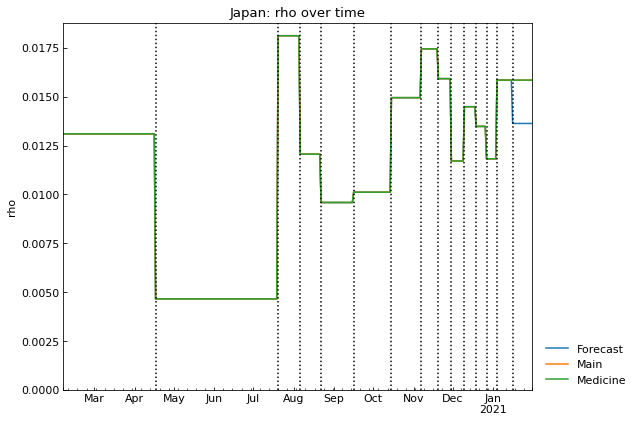 Japan: rho over time
rho
0.0175
0.0150
0.0125
0.0100
0.0075
0.0050
0.0025
0.0000
Mar Apr May Jun Jul Aug Sep Oct Nov Dec Jan
2021
Forecast
Main
Medicine